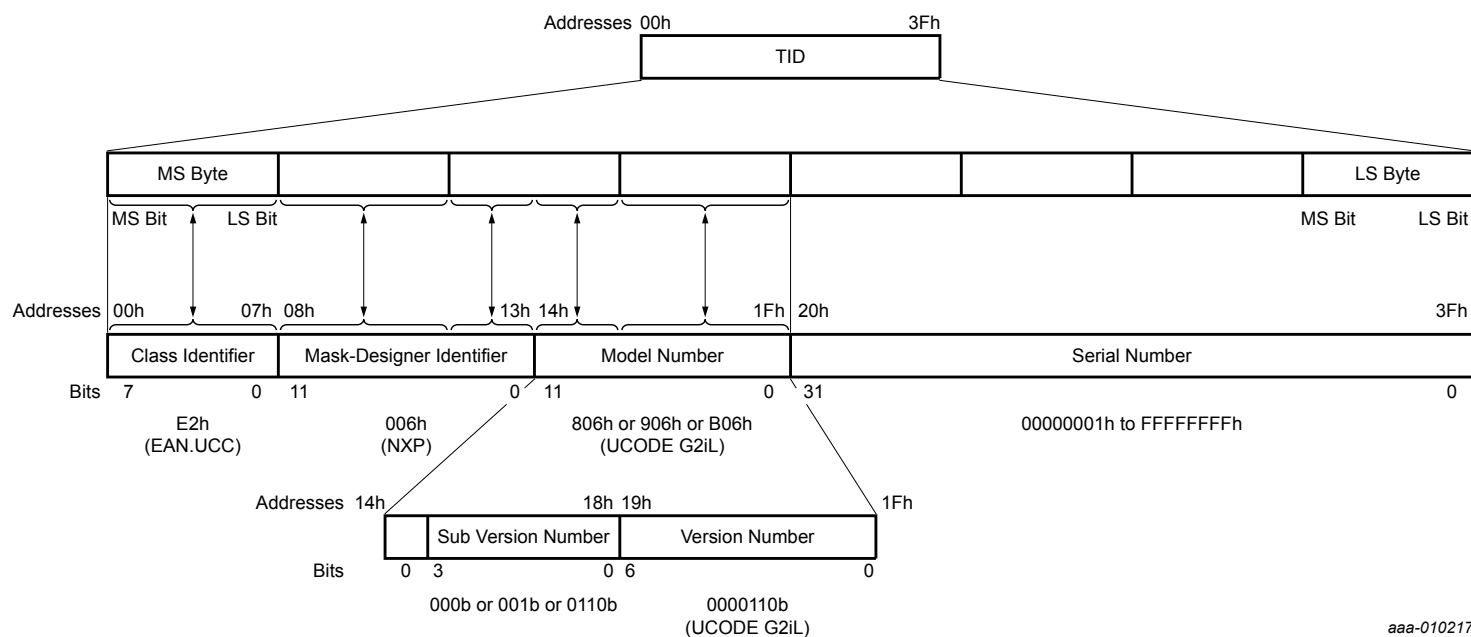 Addresses 00h 3Fh
TID
MS Byte LS Byte
MS Bit LS Bit MS Bit LS Bit
Addresses 00h 07h 08h 13h 14h 1Fh 20h 3Fh
Class Identifier Mask-Designer Identifier Model Number Serial Number
Bits 7 0 11 0 11 0 31 0
E2h 006h 806h or 906h or B06h 00000001h to FFFFFFFFh
(EAN.UCC) (NXP) (UCODE G2iL)
Addresses 14h 18h 19h 1Fh
Sub Version Number Version Number
Bits 0 3 0 6 0
000b or 001b or 0110b 0000110b
(UCODE G2iL)
aaa-010217